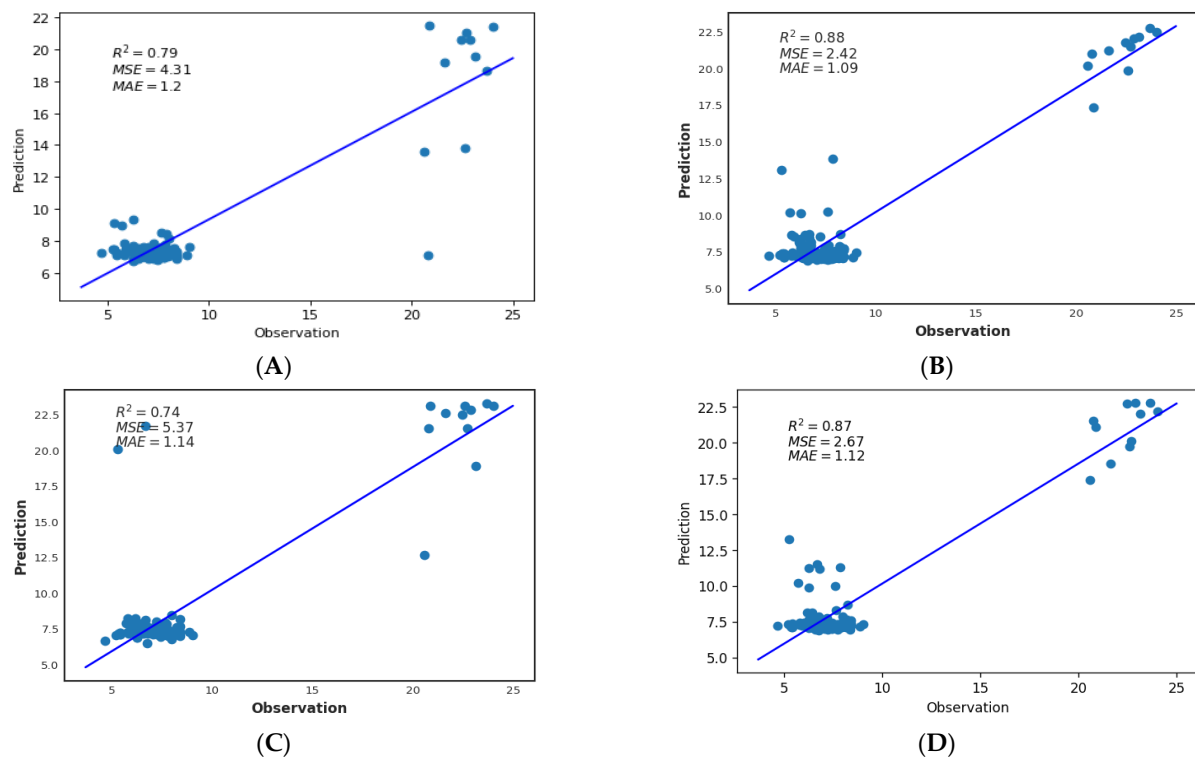 22
20
18
16
14
12
10
8
6
Prediction
R² = 0.79
MSE = 4.31
MAE = 1.2
5 10 15 20 25
Observation
(A)
22.5
20.0
17.5
15.0
12.5
10.0
7.5
5.0
Prediction
R² = 0.88
MSE = 2.42
MAE = 1.09
5 10 15 20 25
Observation
(B)
22.5
20.0
17.5
15.0
12.5
10.0
7.5
5.0
Prediction
R² = 0.74
MSE = 5.37
MAE = 1.14
5 10 15 20 25
Observation
(C)
22.5
20.0
17.5
15.0
12.5
10.0
7.5
5.0
Prediction
R² = 0.87
MSE = 2.67
MAE = 1.12
5 10 15 20 25
Observation
(D)